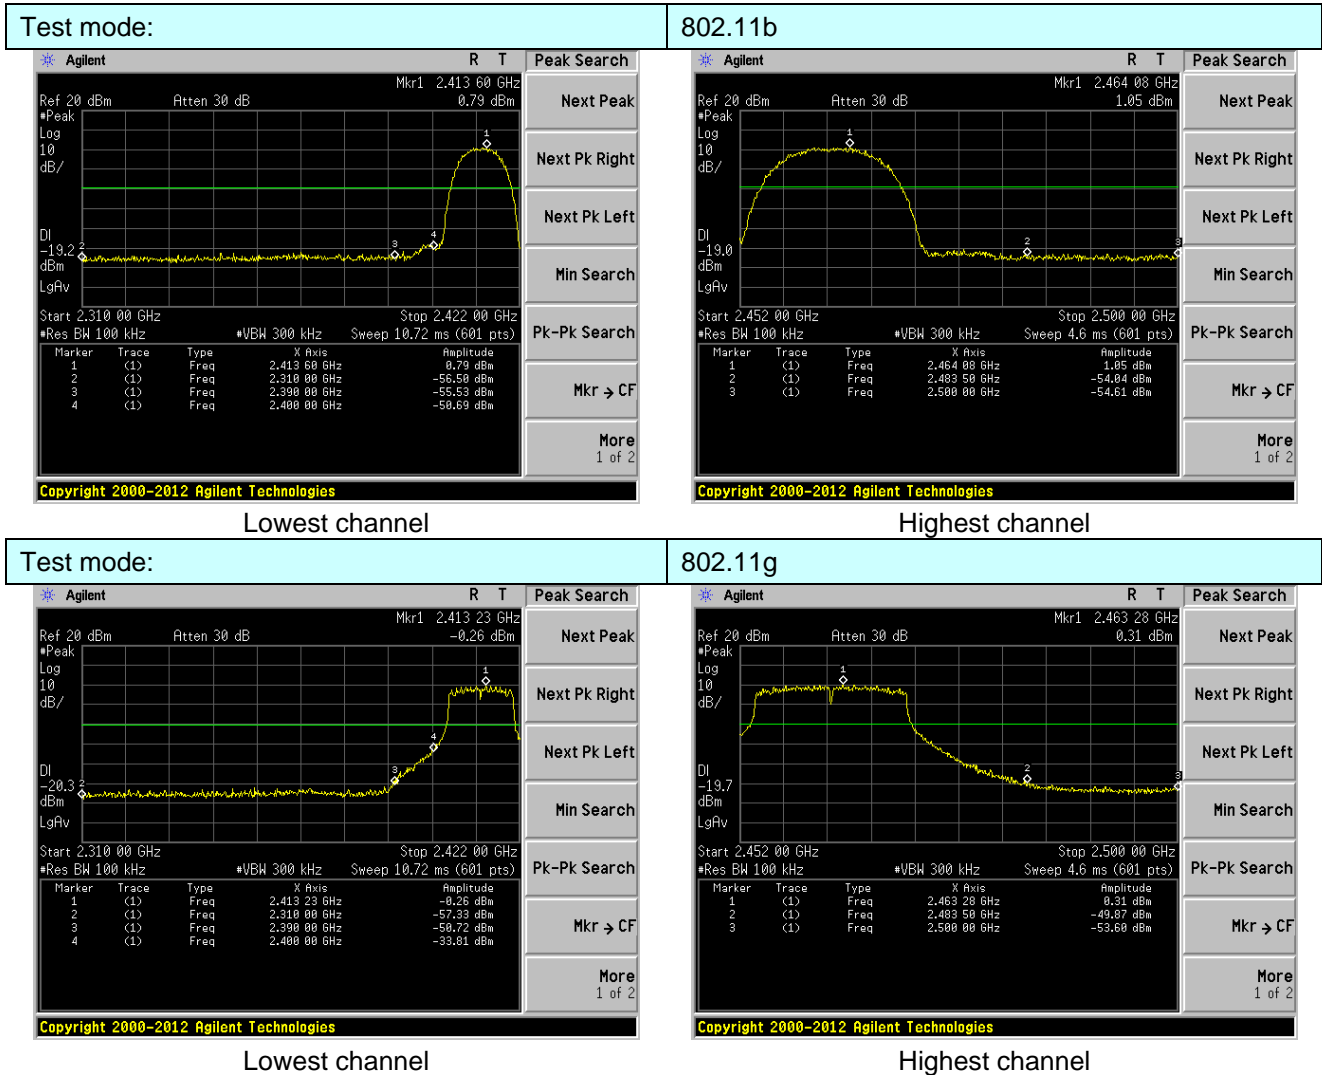 Test mode:
802.11b
Agilent
R T
Peak Search
Mkr1 2.413 60 GHz
Ref 20 dBm
Atten 30 dB
0.79 dBm
#Peak
Log
10
dB/
DI
-19.2
dBm
LgAv
1
2
3
4
Start 2.310 00 GHz
Stop 2.422 00 GHz
#Res BW 100 kHz
#VBW 300 kHz
Sweep 10.72 ms (601 pts)
Marker Trace Type X Axis Amplitude
1 (1) Freq 2.413 60 GHz 0.79 dBm
2 (1) Freq 2.310 00 GHz -56.50 dBm
3 (1) Freq 2.390 00 GHz -55.53 dBm
4 (1) Freq 2.400 00 GHz -50.69 dBm
Next Peak
Next Pk Right
Next Pk Left
Min Search
Pk-Pk Search
Mkr → CF
More
1 of 2
Copyright 2000-2012 Agilent Technologies
Agilent
R T
Peak Search
Mkr1 2.464 08 GHz
Ref 20 dBm
Atten 30 dB
1.05 dBm
#Peak
Log
10
dB/
DI
-19.0
dBm
LgAv
1
2
3
Start 2.452 00 GHz
Stop 2.500 00 GHz
#Res BW 100 kHz
#VBW 300 kHz
Sweep 4.6 ms (601 pts)
Marker Trace Type X Axis Amplitude
1 (1) Freq 2.464 08 GHz 1.05 dBm
2 (1) Freq 2.483 50 GHz -54.04 dBm
3 (1) Freq 2.500 00 GHz -54.61 dBm
Next Peak
Next Pk Right
Next Pk Left
Min Search
Pk-Pk Search
Mkr → CF
More
1 of 2
Copyright 2000-2012 Agilent Technologies
Lowest channel
Highest channel
Test mode:
802.11g
Agilent
R T
Peak Search
Mkr1 2.413 23 GHz
Ref 20 dBm
Atten 30 dB
-0.26 dBm
#Peak
Log
10
dB/
DI
-20.3
dBm
LgAv
1
2
3
4
Start 2.310 00 GHz
Stop 2.422 00 GHz
#Res BW 100 kHz
#VBW 300 kHz
Sweep 10.72 ms (601 pts)
Marker Trace Type X Axis Amplitude
1 (1) Freq 2.413 23 GHz -0.26 dBm
2 (1) Freq 2.310 00 GHz -57.33 dBm
3 (1) Freq 2.390 00 GHz -50.72 dBm
4 (1) Freq 2.400 00 GHz -33.81 dBm
Next Peak
Next Pk Right
Next Pk Left
Min Search
Pk-Pk Search
Mkr → CF
More
1 of 2
Copyright 2000-2012 Agilent Technologies
Agilent
R T
Peak Search
Mkr1 2.463 28 GHz
Ref 20 dBm
Atten 30 dB
0.31 dBm
#Peak
Log
10
dB/
DI
-19.7
dBm
LgAv
1
2
3
Start 2.452 00 GHz
Stop 2.500 00 GHz
#Res BW 100 kHz
#VBW 300 kHz
Sweep 4.6 ms (601 pts)
Marker Trace Type X Axis Amplitude
1 (1) Freq 2.463 28 GHz 0.31 dBm
2 (1) Freq 2.483 50 GHz -49.87 dBm
3 (1) Freq 2.500 00 GHz -53.60 dBm
Next Peak
Next Pk Right
Next Pk Left
Min Search
Pk-Pk Search
Mkr → CF
More
1 of 2
Copyright 2000-2012 Agilent Technologies
Lowest channel
Highest channel